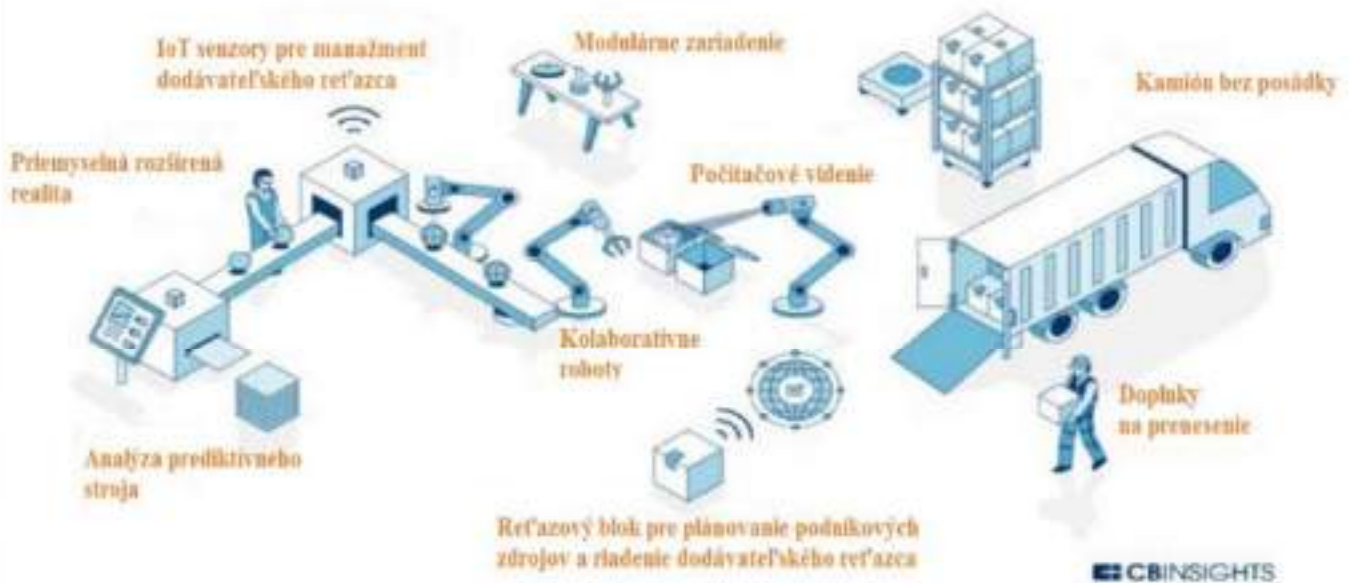 IoT senzory pre manažment
dodávateľského reťazca
Modulárne zariadenie
Kamión bez posádky
Priemyselná rozšírená
realita
Počítačové videnie
Kolaboratívne
roboty
Doplnky
na prenesenie
Analýza prediktívneho
stroja
Reťazový blok pre plánovanie podnikových
zdrojov a riadenie dodávateľského reťazca
CBINSIGHTS